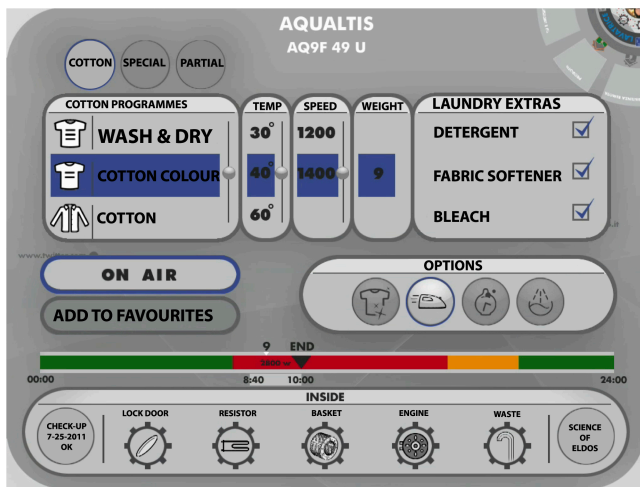 AQUALTIS
AQ9F 49 U
COTTON
SPECIAL
PARTIAL
COTTON PROGRAMMES
TEMP
SPEED
WEIGHT
LAUNDRY EXTRAS
WASH & DRY
30°
1200
DETERGENT
COTTON COLOUR
40°
1400
9
FABRIC SOFTENER
COTTON
60°
BLEACH
ON AIR
OPTIONS
ADD TO FAVOURITES
9 END
00:00
8:40
10:00
24:00
INSIDE
CHECK-UP
7-25-2011
OK
LOCK DOOR
RESISTOR
BASKET
ENGINE
WASTE
SCIENCE
OF
ELDOS